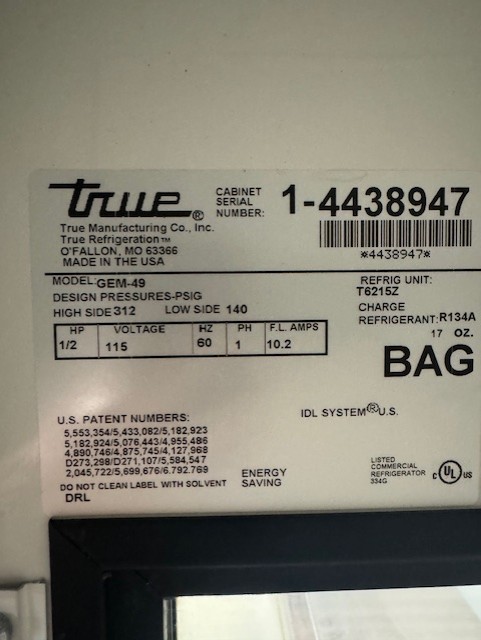 true®
CABINET
SERIAL
NUMBER:
1-4438947
*4438947*
True Manufacturing Co., Inc.
True Refrigeration™
O'FALLON, MO 63366
MADE IN THE USA
MODEL: GEM-49
REFRIG UNIT:
T6215Z
DESIGN PRESSURES-PSIG
HIGH SIDE 312 LOW SIDE 140
CHARGE
REFRIGERANT: R134A
17 OZ.
HP VOLTAGE HZ PH F.L. AMPS
1/2 115 60 1 10.2
BAG
IDL SYSTEM® U.S.
U.S. PATENT NUMBERS:
5,553,354/5,433,082/5,182,923
5,182,924/5,076,443/4,955,486
4,890,746/4,875,745/4,127,968
D273,298/D271,107/5,584,547
2,045,722/5,699,676/6.792.769
DO NOT CLEAN LABEL WITH SOLVENT
DRL
ENERGY
SAVING
LISTED
COMMERCIAL
REFRIGERATOR
334G
C UL® US